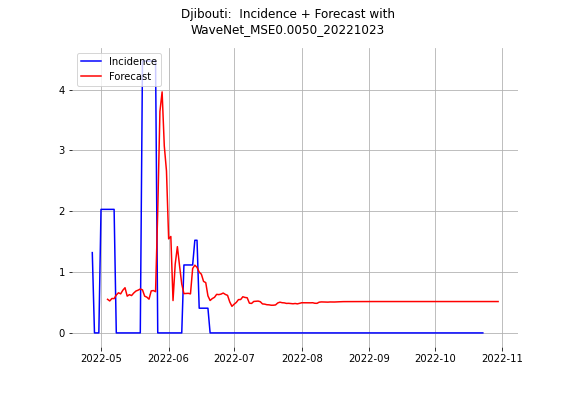 Djibouti:  Incidence + Forecast with
WaveNet_MSE0.0050_20221023
Incidence
Forecast
4
3
2
1
0
2022-05 2022-06 2022-07 2022-08 2022-09 2022-10 2022-11